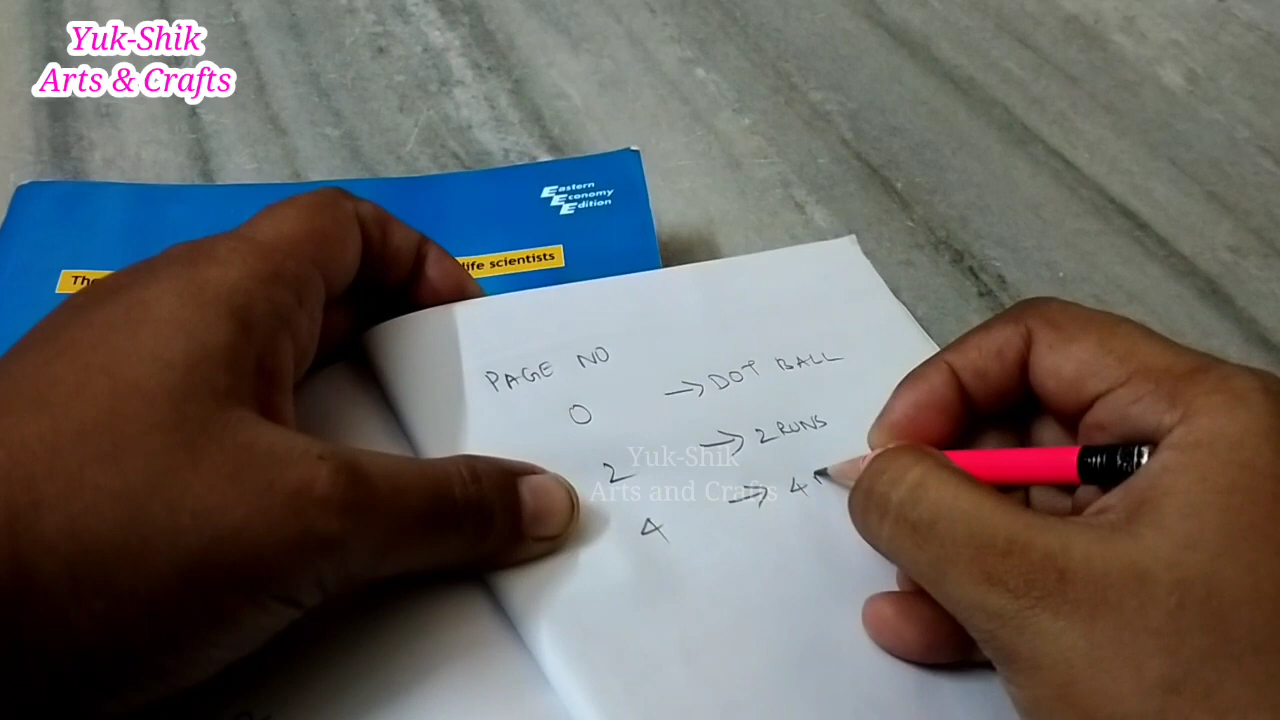 Yuk-Shik
Arts & Crafts
Eastern
Economy
Edition
life scientists
PAGE NO
0 → DOT BALL
2 → 2 RUNS
4 → 4
Yuk-Shik
Arts and Crafts